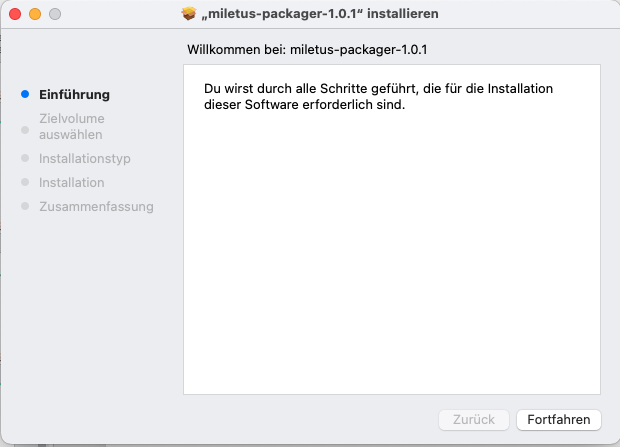 „miletus-packager-1.0.1“ installieren
Willkommen bei: miletus-packager-1.0.1
Einführung
Zielvolume
auswählen
Installationstyp
Installation
Zusammenfassung
Du wirst durch alle Schritte geführt, die für die Installation
dieser Software erforderlich sind.
Zurück
Fortfahren